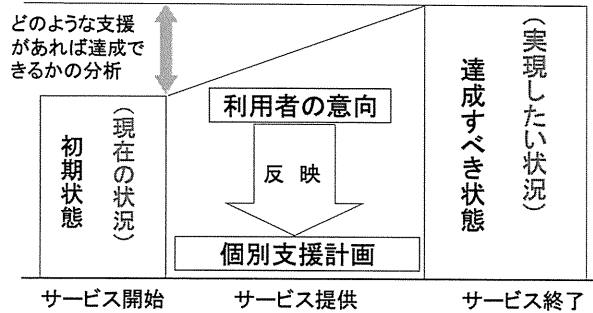 どのような支援
があれば達成で
きるかの分析
初期状態
（現在の状況）
利用者の意向
反映
個別支援計画
達成すべき状態
（実現したい状況）
サービス開始
サービス提供
サービス終了